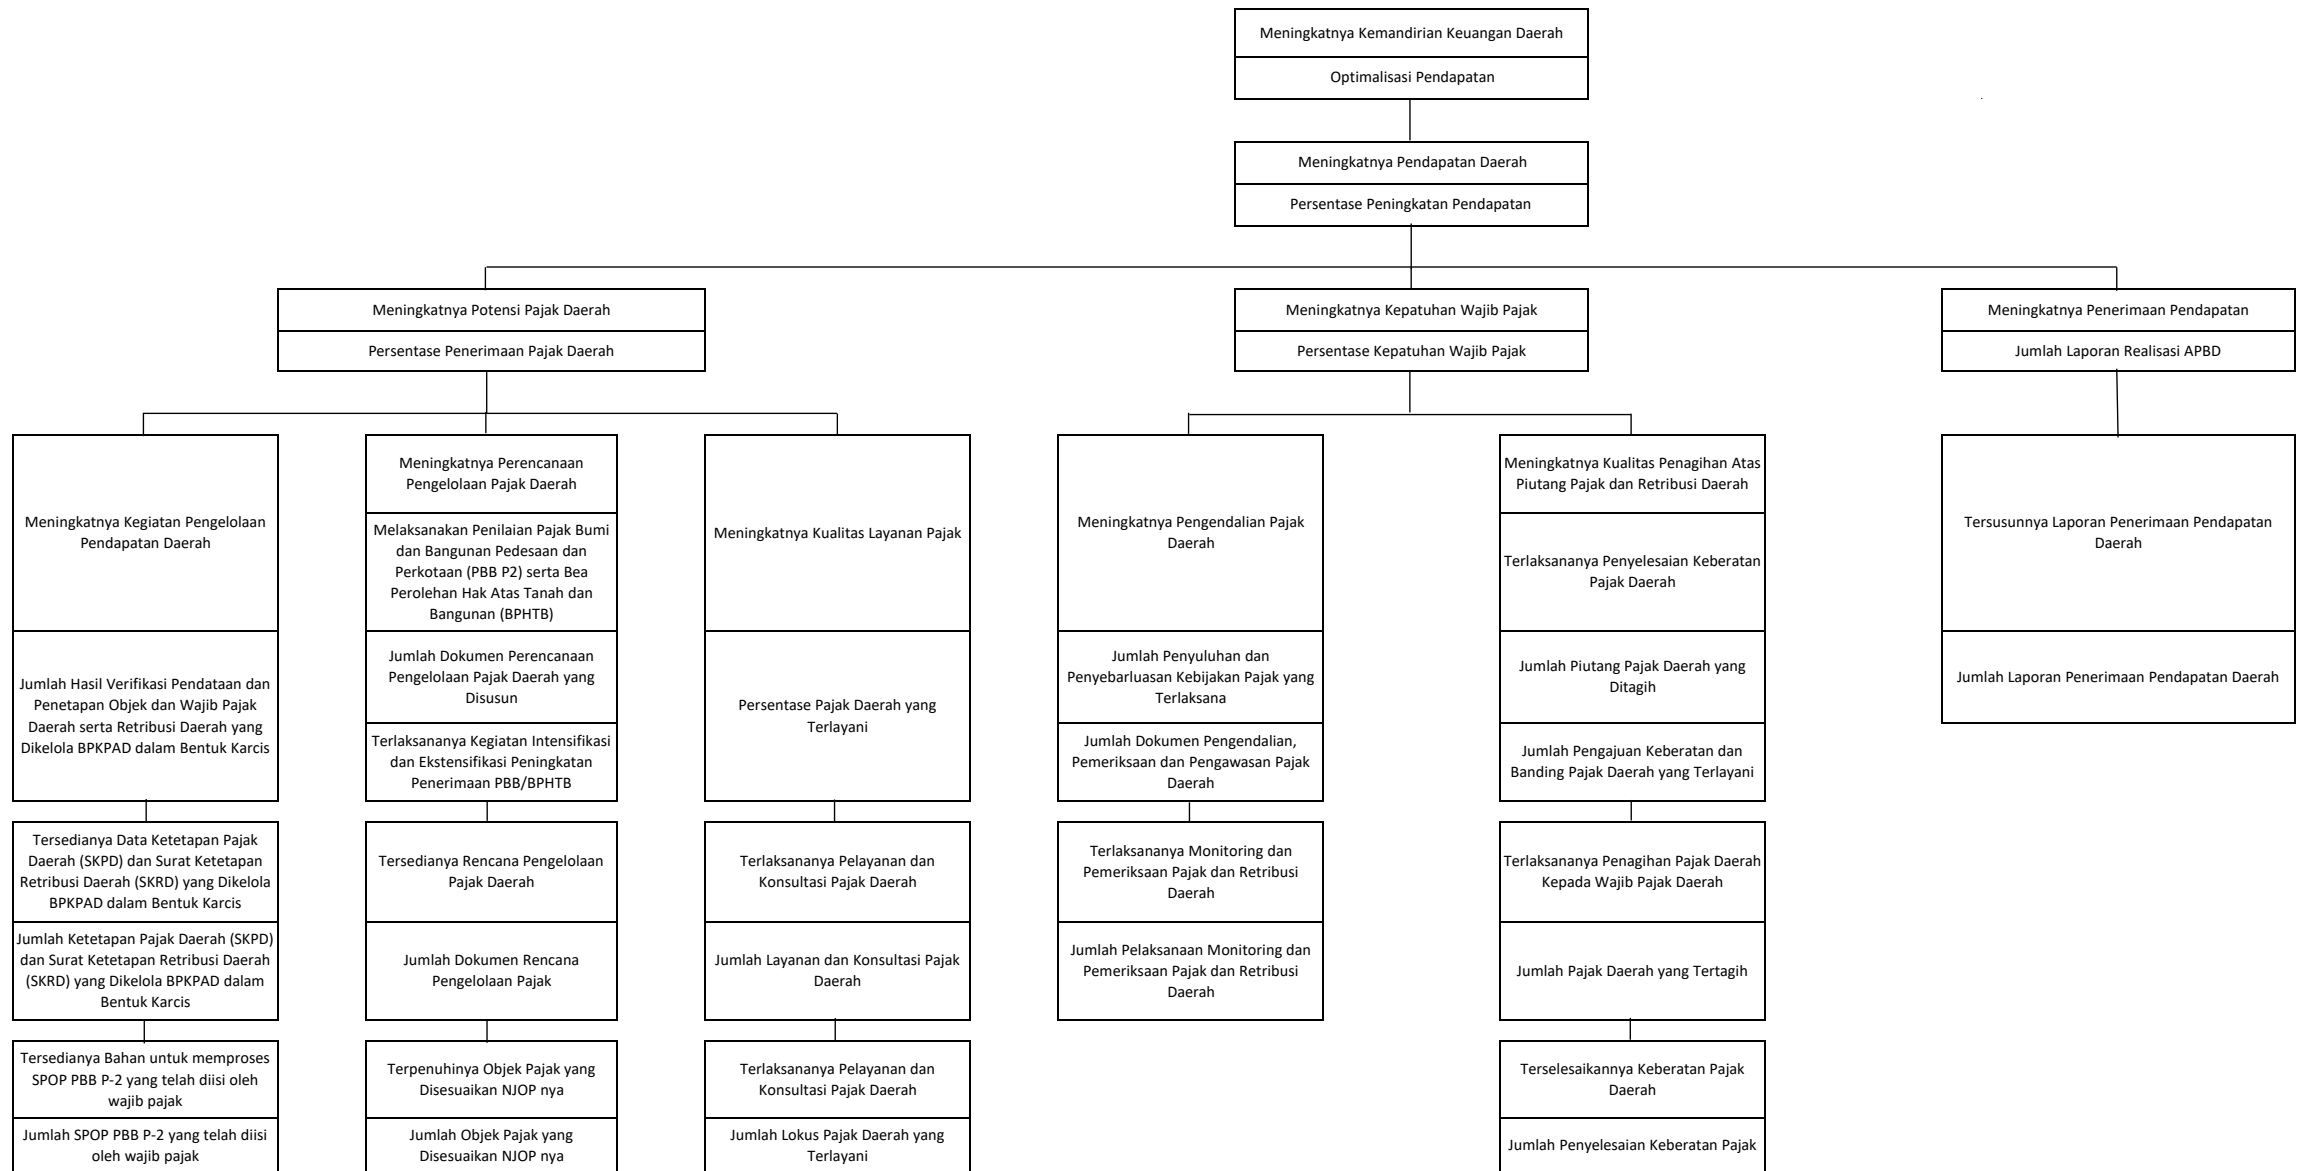 Meningkatnya Kemandirian Keuangan Daerah
Optimalisasi Pendapatan
Meningkatnya Pendapatan Daerah
Persentase Peningkatan Pendapatan
Meningkatnya Potensi Pajak Daerah
Persentase Penerimaan Pajak Daerah
Meningkatnya Kepatuhan Wajib Pajak
Persentase Kepatuhan Wajib Pajak
Meningkatnya Penerimaan Pendapatan
Jumlah Laporan Realisasi APBD
Meningkatnya Kegiatan Pengelolaan
Pendapatan Daerah
Jumlah Hasil Verifikasi Pendataan dan
Penetapan Objek dan Wajib Pajak
Daerah serta Retribusi Daerah yang
Dikelola BPKPAD dalam Bentuk Karcis
Tersedianya Data Ketetapan Pajak
Daerah (SKPD) dan Surat Ketetapan
Retribusi Daerah (SKRD) yang Dikelola
BPKPAD dalam Bentuk Karcis
Jumlah Ketetapan Pajak Daerah (SKPD)
dan Surat Ketetapan Retribusi Daerah
(SKRD) yang Dikelola BPKPAD dalam
Bentuk Karcis
Tersedianya Bahan untuk memproses
SPOP PBB P-2 yang telah diisi oleh
wajib pajak
Jumlah SPOP PBB P-2 yang telah diisi
oleh wajib pajak
Meningkatnya Perencanaan
Pengelolaan Pajak Daerah
Melaksanakan Penilaian Pajak Bumi
dan Bangunan Pedesaan dan
Perkotaan (PBB P2) serta Bea
Perolehan Hak Atas Tanah dan
Bangunan (BPHTB)
Jumlah Dokumen Perencanaan
Pengelolaan Pajak Daerah yang
Disusun
Terlaksananya Kegiatan Intensifikasi
dan Ekstensifikasi Peningkatan
Penerimaan PBB/BPHTB
Tersedianya Rencana Pengelolaan
Pajak Daerah
Jumlah Dokumen Rencana
Pengelolaan Pajak
Terpenuhinya Objek Pajak yang
Disesuaikan NJOP nya
Jumlah Objek Pajak yang
Disesuaikan NJOP nya
Meningkatnya Kualitas Layanan Pajak
Persentase Pajak Daerah yang
Terlayani
Terlaksananya Pelayanan dan
Konsultasi Pajak Daerah
Jumlah Layanan dan Konsultasi Pajak
Daerah
Terlaksananya Pelayanan dan
Konsultasi Pajak Daerah
Jumlah Lokus Pajak Daerah yang
Terlayani
Meningkatnya Pengendalian Pajak
Daerah
Jumlah Penyuluhan dan
Penyebarluasan Kebijakan Pajak yang
Terlaksana
Jumlah Dokumen Pengendalian,
Pemeriksaan dan Pengawasan Pajak
Daerah
Terlaksananya Monitoring dan
Pemeriksaan Pajak dan Retribusi
Daerah
Jumlah Pelaksanaan Monitoring dan
Pemeriksaan Pajak dan Retribusi
Daerah
Meningkatnya Kualitas Penagihan Atas
Piutang Pajak dan Retribusi Daerah
Terlaksananya Penyelesaian Keberatan
Pajak Daerah
Jumlah Piutang Pajak Daerah yang
Ditagih
Jumlah Pengajuan Keberatan dan
Banding Pajak Daerah yang Terlayani
Terlaksananya Penagihan Pajak Daerah
Kepada Wajib Pajak Daerah
Jumlah Pajak Daerah yang Tertagih
Terselesaikannya Keberatan Pajak
Daerah
Jumlah Penyelesaian Keberatan Pajak
Tersusunnya Laporan Penerimaan Pendapatan
Daerah
Jumlah Laporan Penerimaan Pendapatan Daerah